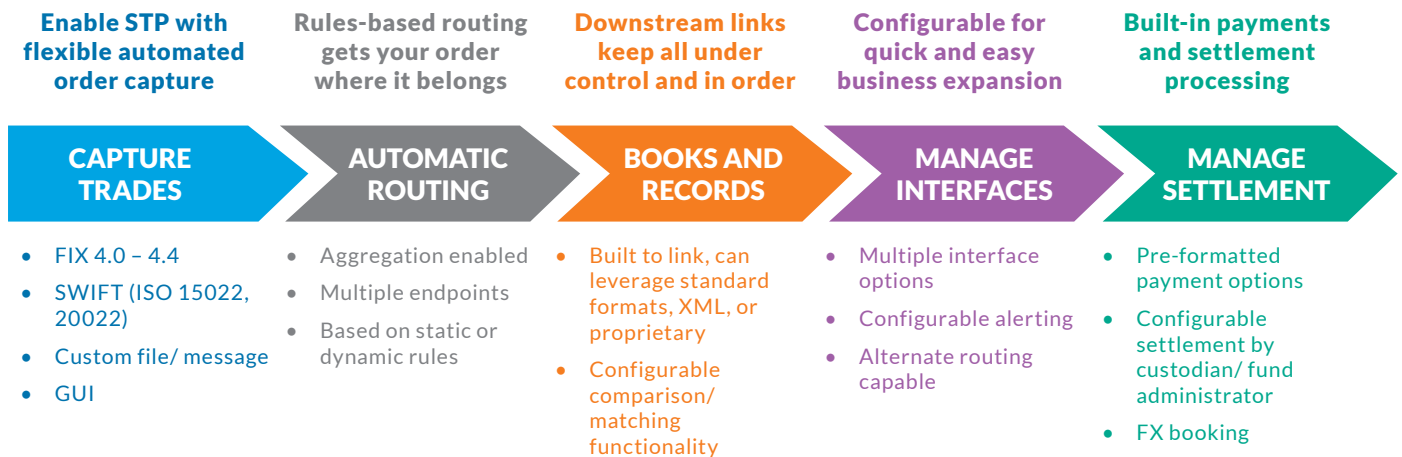 Enable STP with
flexible automated
order capture
Rules-based routing
gets your order
where it belongs
Downstream links
keep all under
control and in order
Configurable for
quick and easy
business expansion
Built-in payments
and settlement
processing
CAPTURE
TRADES
AUTOMATIC
ROUTING
BOOKS AND
RECORDS
MANAGE
INTERFACES
MANAGE
SETTLEMENT
• FIX 4.0 – 4.4
• SWIFT (ISO 15022,
20022)
• Custom file/ message
• GUI
• Aggregation enabled
• Multiple endpoints
• Based on static or
dynamic rules
• Built to link, can
leverage standard
formats, XML, or
proprietary
• Configurable
comparison/
matching
functionality
• Multiple interface
options
• Configurable alerting
• Alternate routing
capable
• Pre-formatted
payment options
• Configurable
settlement by
custodian/ fund
administrator
• FX booking